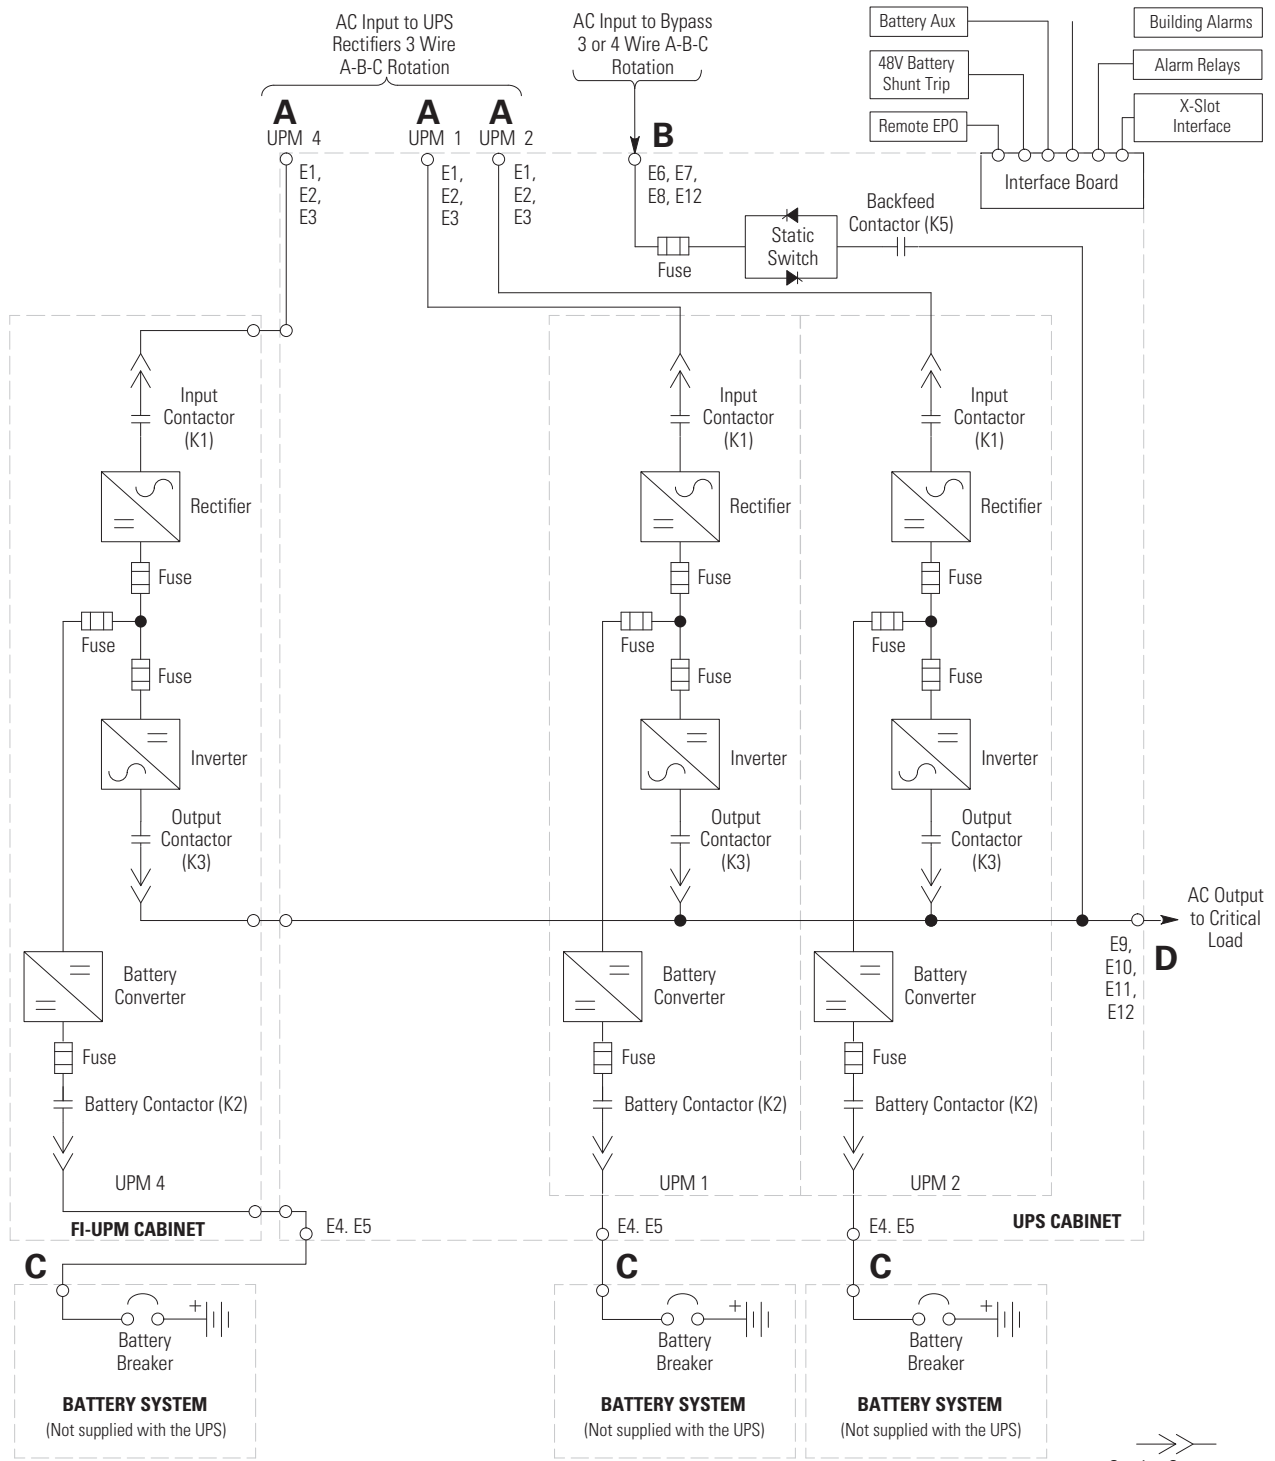 AC Input to UPS
Rectifiers 3 Wire
A-B-C Rotation
AC Input to Bypass
3 or 4 Wire A-B-C
Rotation
Battery Aux
48V Battery
Shunt Trip
Remote EPO
Building Alarms
Alarm Relays
X-Slot
Interface
Interface Board
A
UPM 4
A
UPM 1
A
UPM 2
B
E1,
E2,
E3
E1,
E2,
E3
E1,
E2,
E3
E6, E7,
E8, E12
Fuse
Static
Switch
Backfeed
Contactor (K5)
Input
Contactor
(K1)
Input
Contactor
(K1)
Input
Contactor
(K1)
Rectifier
Rectifier
Rectifier
Fuse
Fuse
Fuse
Fuse
Fuse
Fuse
Fuse
Fuse
Fuse
Inverter
Inverter
Inverter
Output
Contactor
(K3)
Output
Contactor
(K3)
Output
Contactor
(K3)
AC Output
to Critical
Load
E9,
E10,
E11,
E12
D
Battery
Converter
Battery
Converter
Battery
Converter
Fuse
Fuse
Fuse
Battery Contactor (K2)
Battery Contactor (K2)
Battery Contactor (K2)
UPM 4
UPM 1
UPM 2
FI-UPM CABINET
UPS CABINET
E4. E5
E4. E5
E4. E5
C
C
C
+
+
+
Battery
Breaker
Battery
Breaker
Battery
Breaker
BATTERY SYSTEM
(Not supplied with the UPS)
BATTERY SYSTEM
(Not supplied with the UPS)
BATTERY SYSTEM
(Not supplied with the UPS)